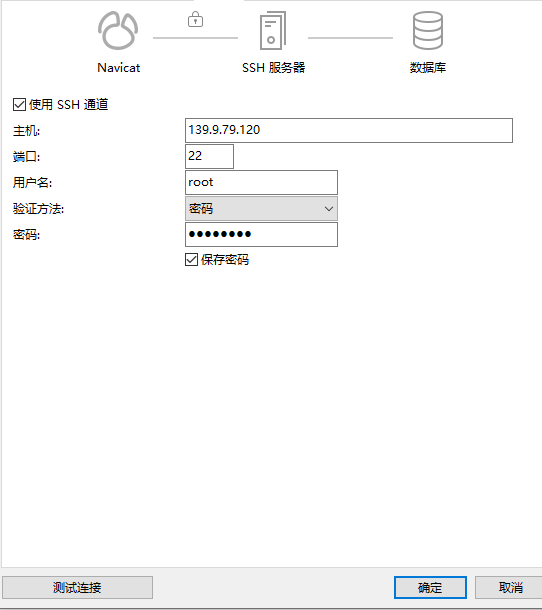 Navicat
SSH 服务器
数据库
使用 SSH 通道
主机:
139.9.79.120
端口:
22
用户名:
root
验证方法:
密码
密码:
●●●●●●●●
保存密码
测试连接
确定
取消